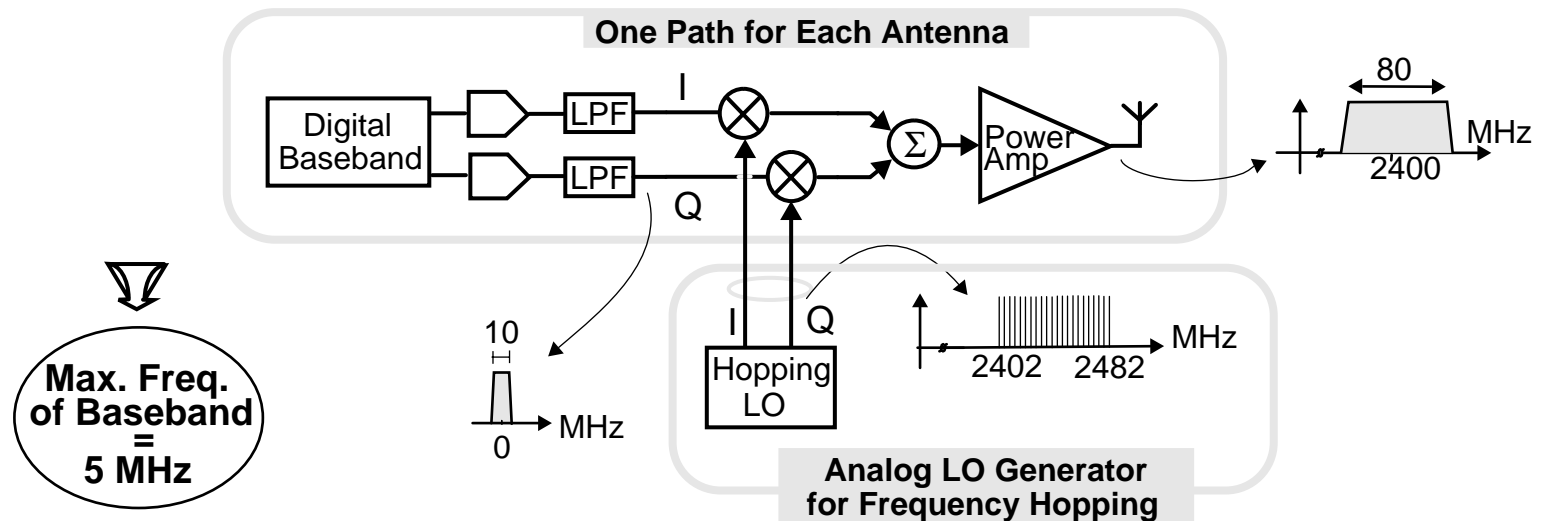 One Path for Each Antenna
Digital
Baseband
LPF
I
LPF
Q
Σ
Power
Amp
80
MHz
2400
I
Q
Hopping
LO
MHz
2402
2482
10
MHz
0
Max. Freq.
of Baseband
=
5 MHz
Analog LO Generator
for Frequency Hopping